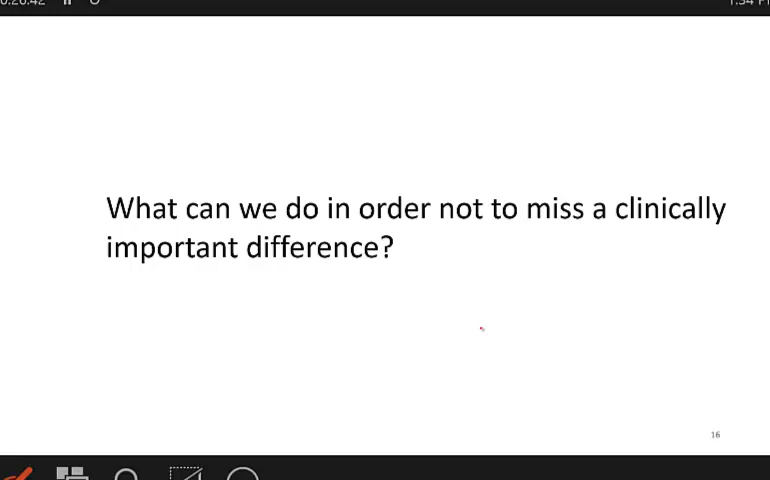 What can we do in order not to miss a clinically
important difference?
16